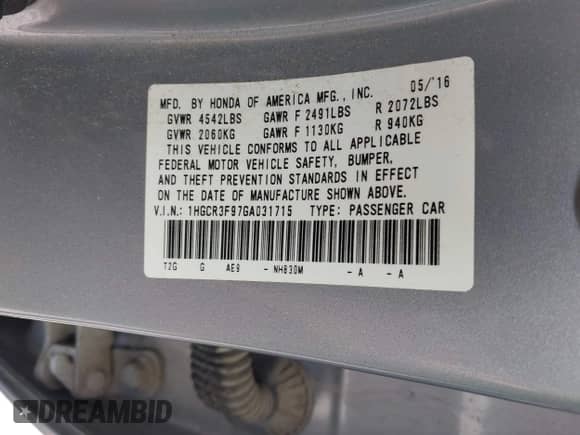 MFD. BY HONDA OF AMERICA MFG., INC. 05/'16
GVWR 4542LBS GAWR F 2491LBS R 2072LBS
GVWR 2060KG GAWR F 1130KG R 940KG
THIS VEHICLE CONFORMS TO ALL APPLICABLE
FEDERAL MOTOR VEHICLE SAFETY, BUMPER,
AND THEFT PREVENTION STANDARDS IN EFFECT
ON THE DATE OF MANUFACTURE SHOWN ABOVE.
V.I.N.: 1HGCR3F97GA031715 TYPE: PASSENGER CAR
T2G G AE9 - NH830M - A - A
DREAMBID